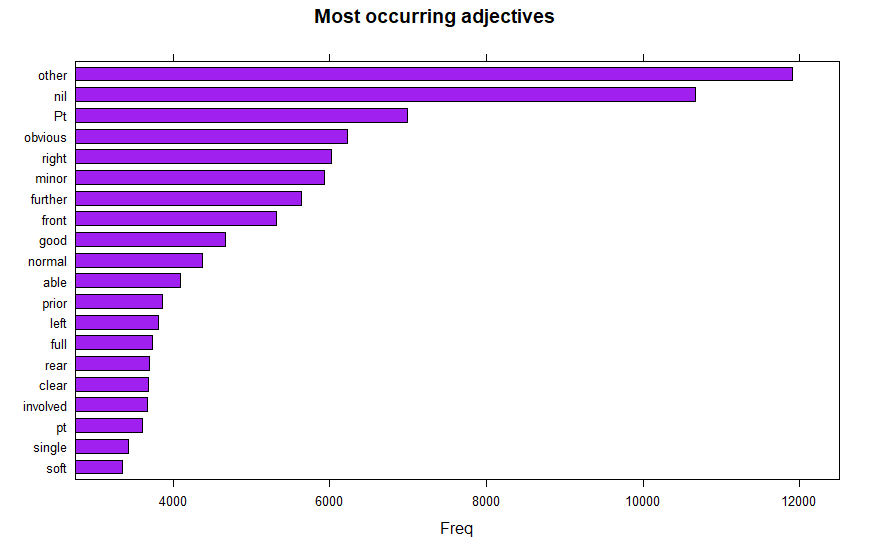 Most occurring adjectives
other
nil
Pt
obvious
right
minor
further
front
good
normal
able
prior
left
full
rear
clear
involved
pt
single
soft
4000 6000 8000 10000 12000
Freq